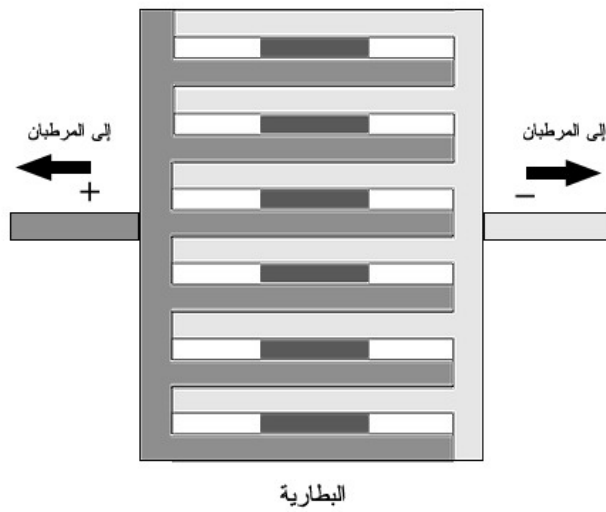 إلى المرطبان
إلى المرطبان
+
−
البطارية